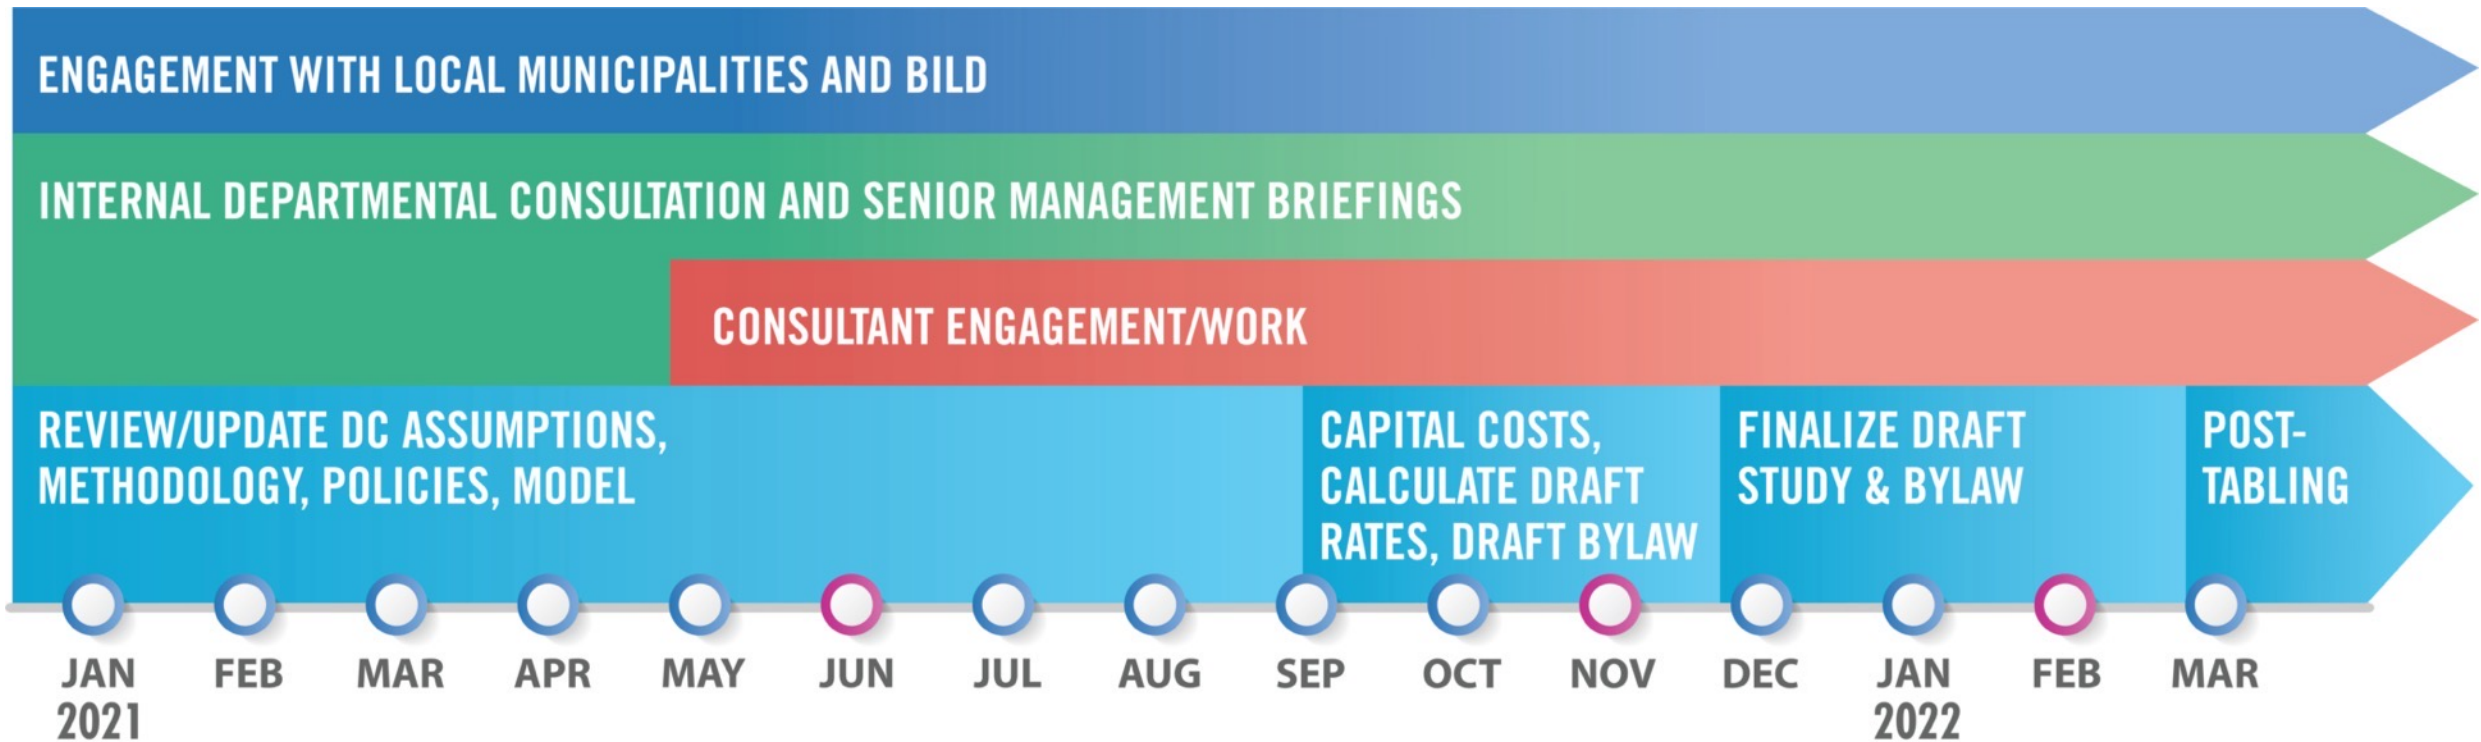 ENGAGEMENT WITH LOCAL MUNICIPALITIES AND BILD
INTERNAL DEPARTMENTAL CONSULTATION AND SENIOR MANAGEMENT BRIEFINGS
CONSULTANT ENGAGEMENT/WORK
REVIEW/UPDATE DC ASSUMPTIONS,
METHODOLOGY, POLICIES, MODEL
CAPITAL COSTS,
CALCULATE DRAFT
RATES, DRAFT BYLAW
FINALIZE DRAFT
STUDY & BYLAW
POST-
TABLING
JAN
2021
FEB
MAR
APR
MAY
JUN
JUL
AUG
SEP
OCT
NOV
DEC
JAN
2022
FEB
MAR